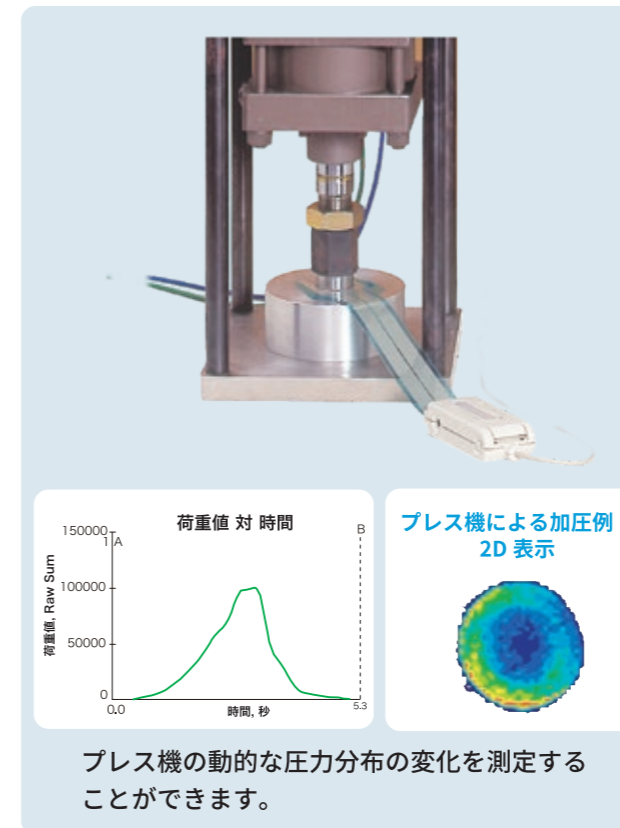 荷重値 対 時間
150000
1 A
B
100000
50000
0
荷重値, Raw Sum
0.0
時間, 秒
5.3
プレス機による加圧例
2D 表示
プレス機の動的な圧力分布の変化を測定する
ことができます。